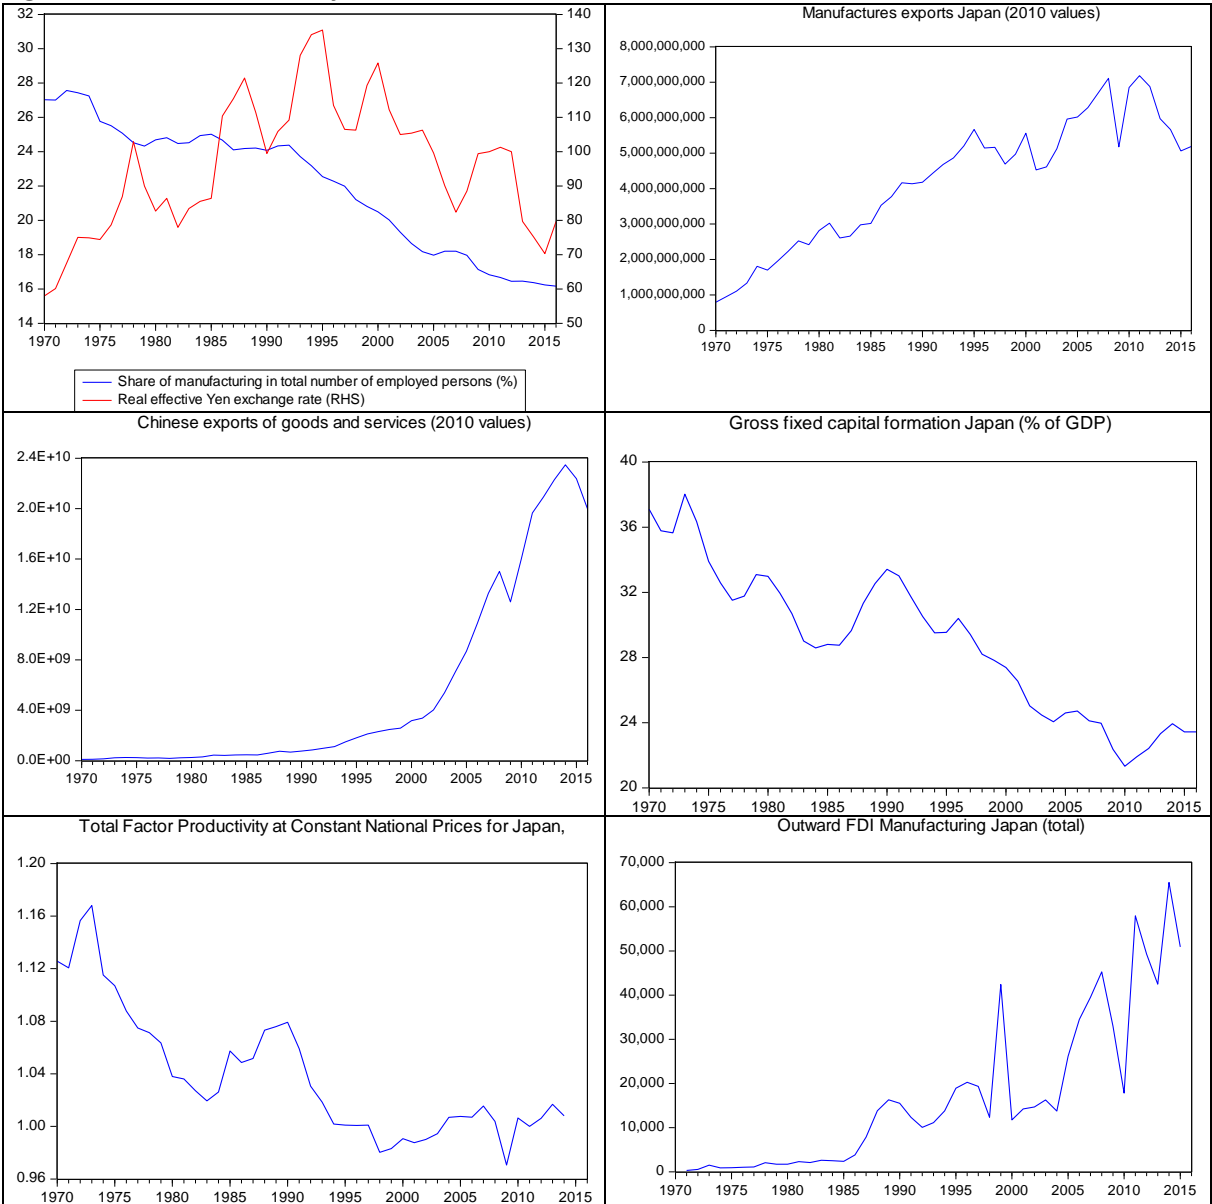 32
30
28
26
24
22
20
18
16
14
140
130
120
110
100
90
80
70
60
50
1970 1975 1980 1985 1990 1995 2000 2005 2010 2015
Share of manufacturing in total number of employed persons (%)
Real effective Yen exchange rate (RHS)
Manufactures exports Japan (2010 values)
8,000,000,000
7,000,000,000
6,000,000,000
5,000,000,000
4,000,000,000
3,000,000,000
2,000,000,000
1,000,000,000
0
1970 1975 1980 1985 1990 1995 2000 2005 2010 2015
Chinese exports of goods and services (2010 values)
2.4E+10
2.0E+10
1.6E+10
1.2E+10
8.0E+09
4.0E+09
0.0E+00
1970 1975 1980 1985 1990 1995 2000 2005 2010 2015
Gross fixed capital formation Japan (% of GDP)
40
36
32
28
24
20
1970 1975 1980 1985 1990 1995 2000 2005 2010 2015
Total Factor Productivity at Constant National Prices for Japan,
1.20
1.16
1.12
1.08
1.04
1.00
0.96
1970 1975 1980 1985 1990 1995 2000 2005 2010 2015
Outward FDI Manufacturing Japan (total)
70,000
60,000
50,000
40,000
30,000
20,000
10,000
0
1970 1975 1980 1985 1990 1995 2000 2005 2010 2015